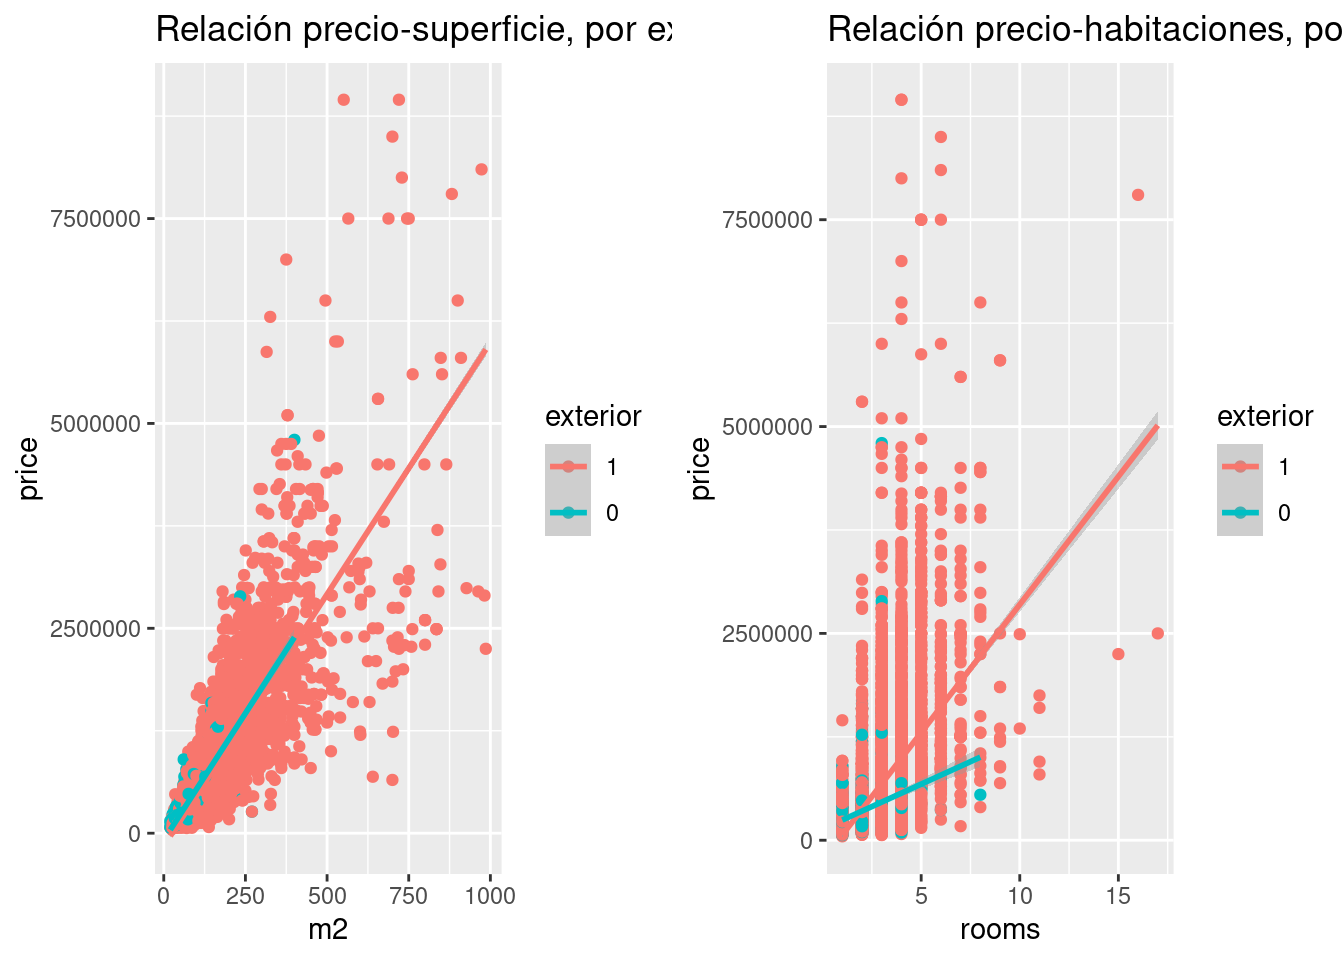 Relación precio-superficie, por ex
price
7500000
5000000
2500000
0
0 250 500 750 1000
m2
exterior
1
0
Relación precio-habitaciones, po
price
7500000
5000000
2500000
0
5 10 15
rooms
exterior
1
0